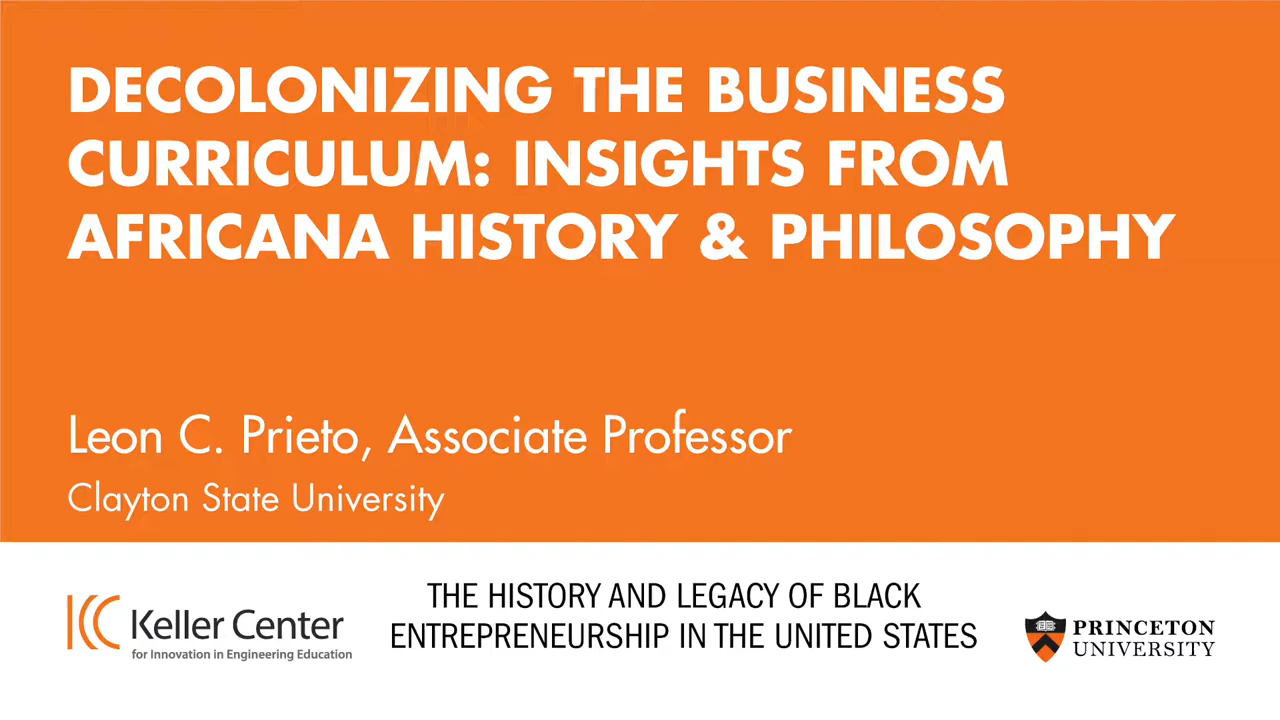 DECOLONIZING THE BUSINESS
CURRICULUM: INSIGHTS FROM
AFRICANA HISTORY & PHILOSOPHY
Leon C. Prieto, Associate Professor
Clayton State University
Keller Center
for Innovation in Engineering Education
THE HISTORY AND LEGACY OF BLACK
ENTREPRENEURSHIP IN THE UNITED STATES
PRINCETON
UNIVERSITY